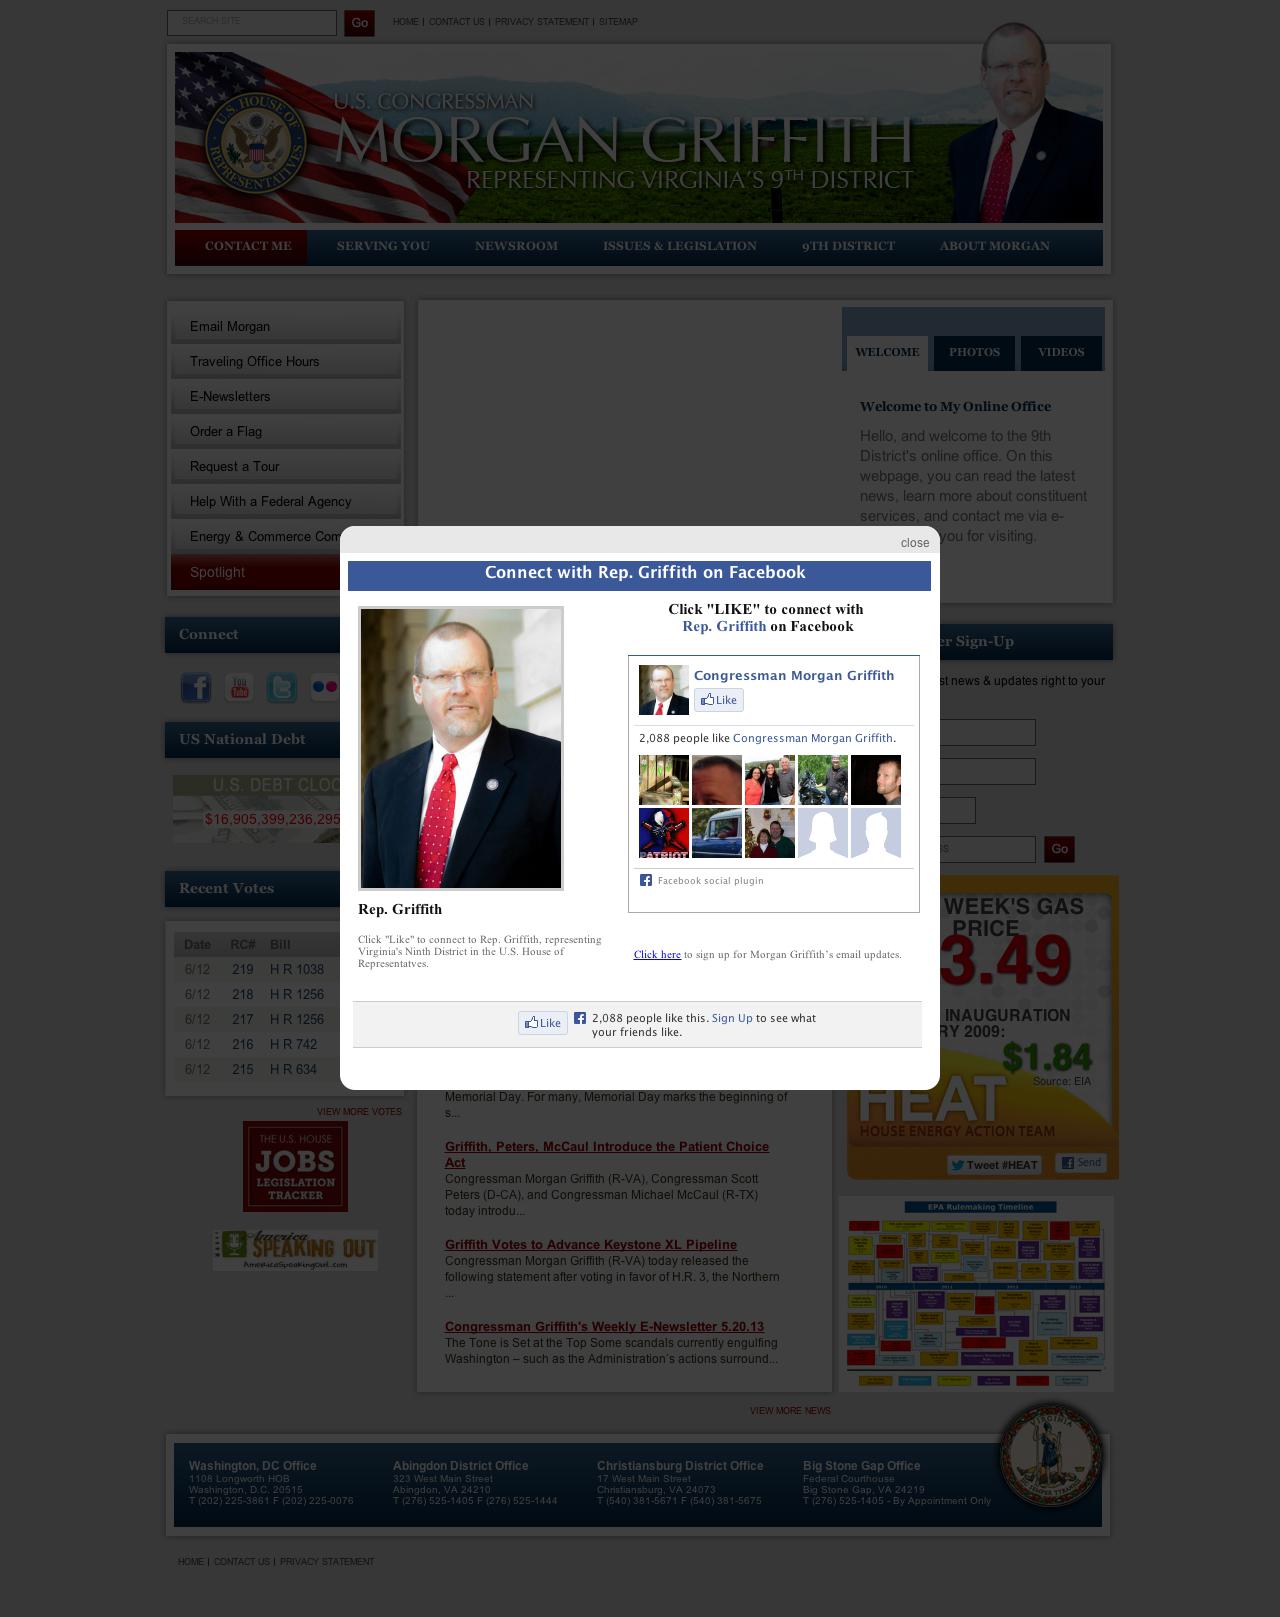 SEARCH SITE
Go
HOME | CONTACT US | PRIVACY STATEMENT | SITEMAP
U.S. CONGRESSMAN
MORGAN GRIFFITH
REPRESENTING VIRGINIA'S 9TH DISTRICT
U.S. HOUSE OF REPRESENTATIVES
CONTACT ME
SERVING YOU
NEWSROOM
ISSUES & LEGISLATION
9TH DISTRICT
ABOUT MORGAN
Email Morgan
Traveling Office Hours
E-Newsletters
Order a Flag
Request a Tour
Help With a Federal Agency
Energy & Commerce Com
Spotlight
WELCOME
PHOTOS
VIDEOS
Welcome to My Online Office
Hello, and welcome to the 9th
District's online office. On this
webpage, you can read the latest
news, learn more about constituent
services, and contact me via e-
you for visiting.
close
Connect with Rep. Griffith on Facebook
Click "LIKE" to connect with
Rep. Griffith on Facebook
Congressman Morgan Griffith
Like
2,088 people like Congressman Morgan Griffith.
PATRIOT
Facebook social plugin
Rep. Griffith
Click "Like" to connect to Rep. Griffith, representing
Virginia's Ninth District in the U.S. House of
Representatves.
Click here to sign up for Morgan Griffith's email updates.
Like
2,088 people like this. Sign Up to see what
your friends like.
Connect
You Tube
US National Debt
U.S. DEBT CLOC
$16,905,399,236,295
Recent Votes
Date RC# Bill
6/12 219 H R 1038
6/12 218 H R 1256
6/12 217 H R 1256
6/12 216 H R 742
6/12 215 H R 634
VIEW MORE VOTES
THE U.S. HOUSE
JOBS
LEGISLATION
TRACKER
America
SPEAKING OUT
AmericaSpeakingOut.com
er Sign-Up
st news & updates right to your
SS
Go
WEEK'S GAS
PRICE
3.49
INAUGURATION
RY 2009:
$1.84
Source: EIA
HEAT
HOUSE ENERGY ACTION TEAM
Tweet #HEAT
Send
EPA Rulemaking Timeline
Memorial Day. For many, Memorial Day marks the beginning of
s...
Griffith, Peters, McCaul Introduce the Patient Choice
Act
Congressman Morgan Griffith (R-VA), Congressman Scott
Peters (D-CA), and Congressman Michael McCaul (R-TX)
today introdu...
Griffith Votes to Advance Keystone XL Pipeline
Congressman Morgan Griffith (R-VA) today released the
following statement after voting in favor of H.R. 3, the Northern
...
Congressman Griffith's Weekly E-Newsletter 5.20.13
The Tone is Set at the Top Some scandals currently engulfing
Washington – such as the Administration's actions surround...
VIEW MORE NEWS
VIRGINIA
Washington, DC Office
1108 Longworth HOB
Washington, D.C. 20515
T (202) 225-3861 F (202) 225-0076
Abingdon District Office
323 West Main Street
Abingdon, VA 24210
T (276) 525-1405 F (276) 525-1444
Christiansburg District Office
17 West Main Street
Christiansburg, VA 24073
T (540) 381-5671 F (540) 381-5675
Big Stone Gap Office
Federal Courthouse
Big Stone Gap, VA 24219
T (276) 525-1405 - By Appointment Only
HOME | CONTACT US | PRIVACY STATEMENT